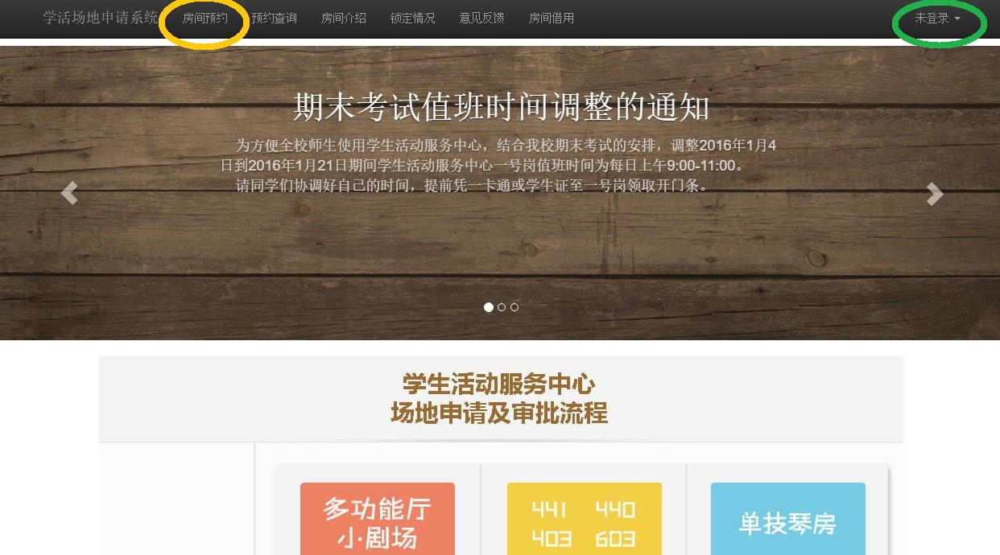 学活场地申请系统 房间预约 预约查询 房间介绍 锁定情况 意见反馈 房间借用 未登录
期末考试值班时间调整的通知
为方便全校师生使用学生活动服务中心，结合我校期末考试的安排，调整2016年1月4
日到2016年1月21日期间学生活动服务中心一号岗值班时间为每日上午9:00-11:00。
请同学们协调好自己的时间，提前凭一卡通或学生证至一号岗领取开门条。
学生活动服务中心
场地申请及审批流程
多功能厅
小·剧场
441 440
403 603
单技琴房